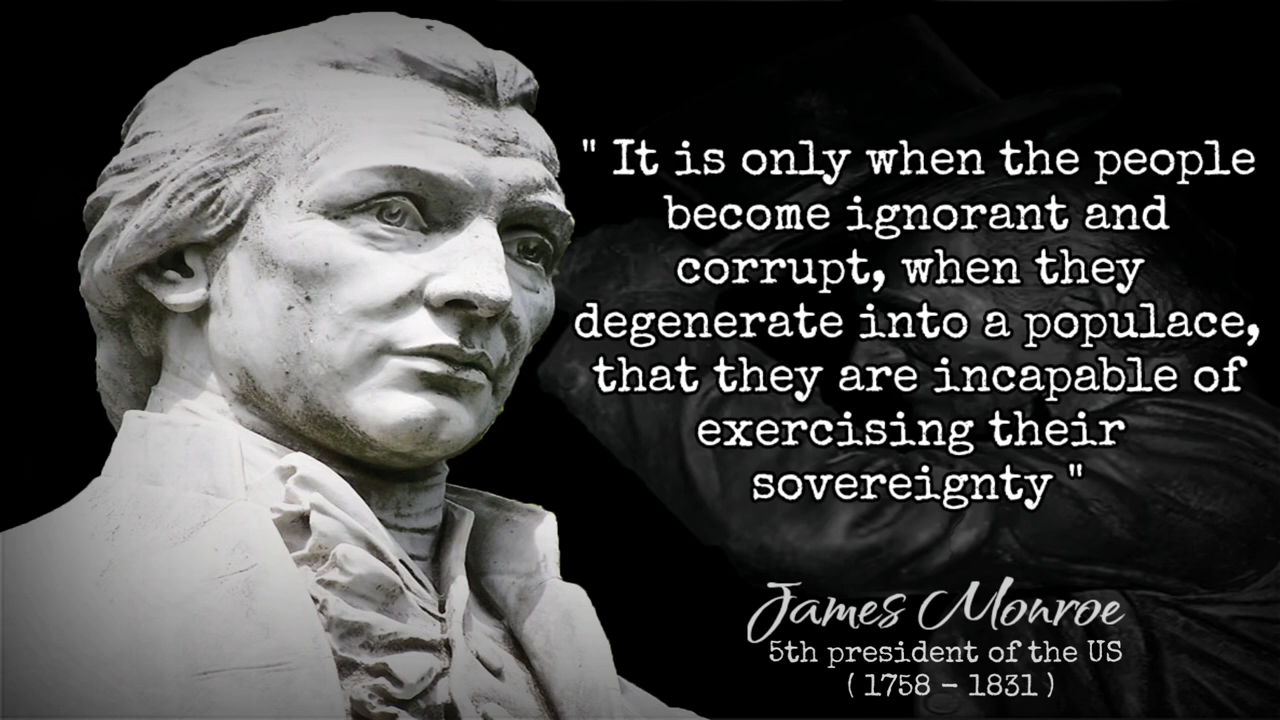 " It is only when the people
become ignorant and
corrupt, when they
degenerate into a populace,
that they are incapable of
exercising their
sovereignty "
James Monroe
5th president of the US
( 1758 - 1831 )